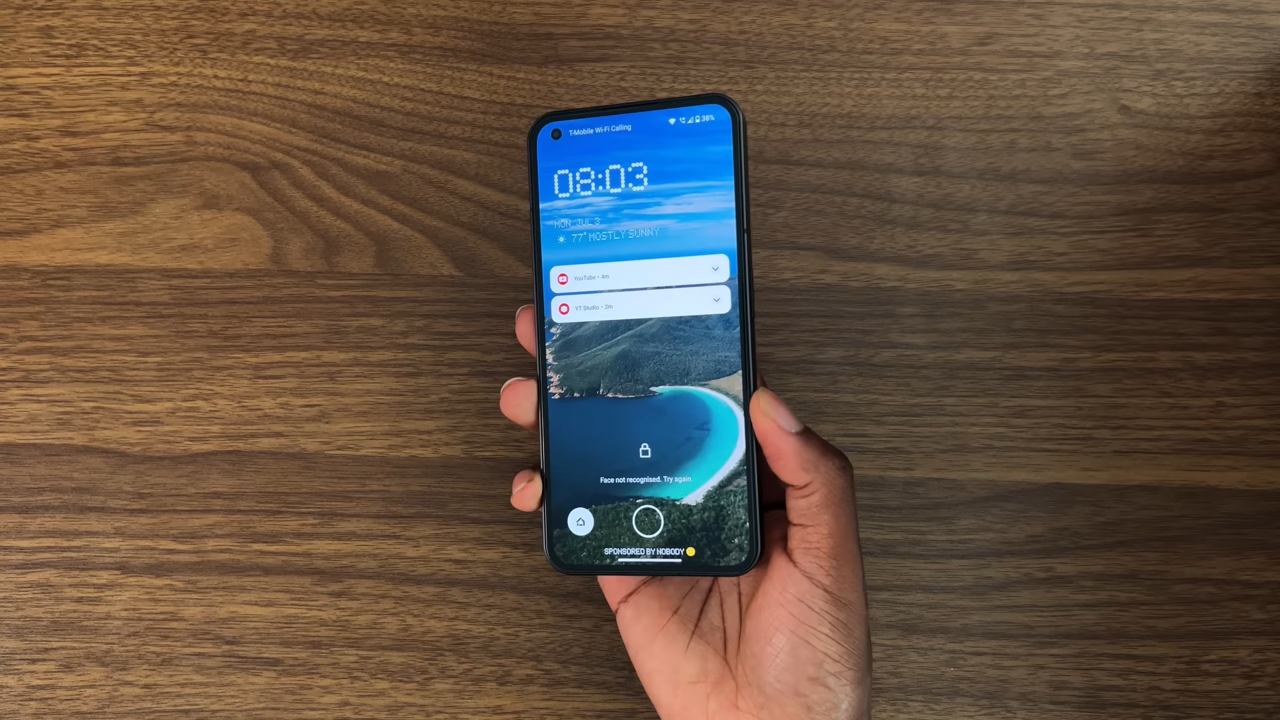 T-Mobile Wi-Fi Calling
38%
08:03
MON JUL 3
77° MOSTLY SUNNY
YouTube • 4m
YT Studio • 2m
Face not recognised. Try again.
SPONSORED BY NOBODY